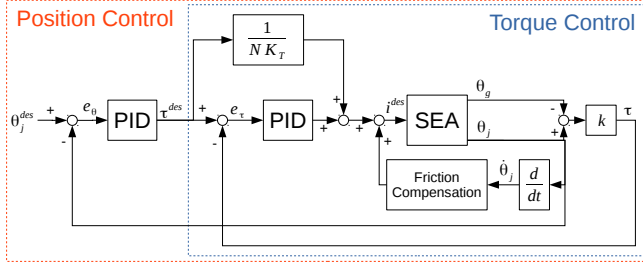 Position Control
Torque Control
1
N K_T
θ_j^des
+
-
e_θ
PID
τ^des
+
-
e_τ
PID
+
+
+
+
i^des
SEA
θ_g
θ_j
-
+
k
τ
Friction
Compensation
θ̇_j
d
dt